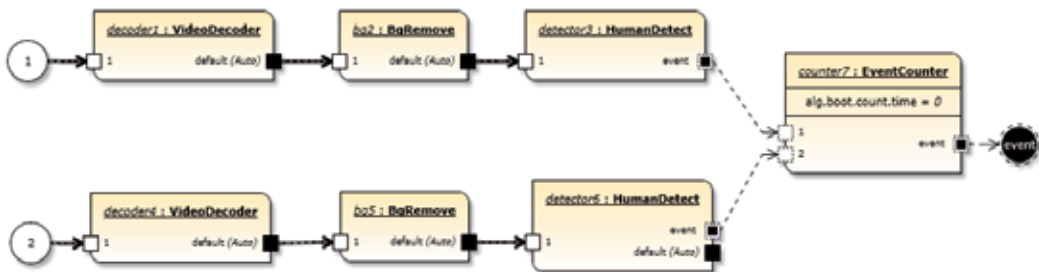 decoder1 : VideoDecoder
bg2 : BgRemove
detector3 : HumanDetect
1
1
default (Auto)
1
default (Auto)
1
event
counter7 : EventCounter
alg.boot.count.time = 0
1
2
event
event
decoder4 : VideoDecoder
bg5 : BgRemove
detector6 : HumanDetect
2
1
default (Auto)
1
default (Auto)
1
event
default (Auto)